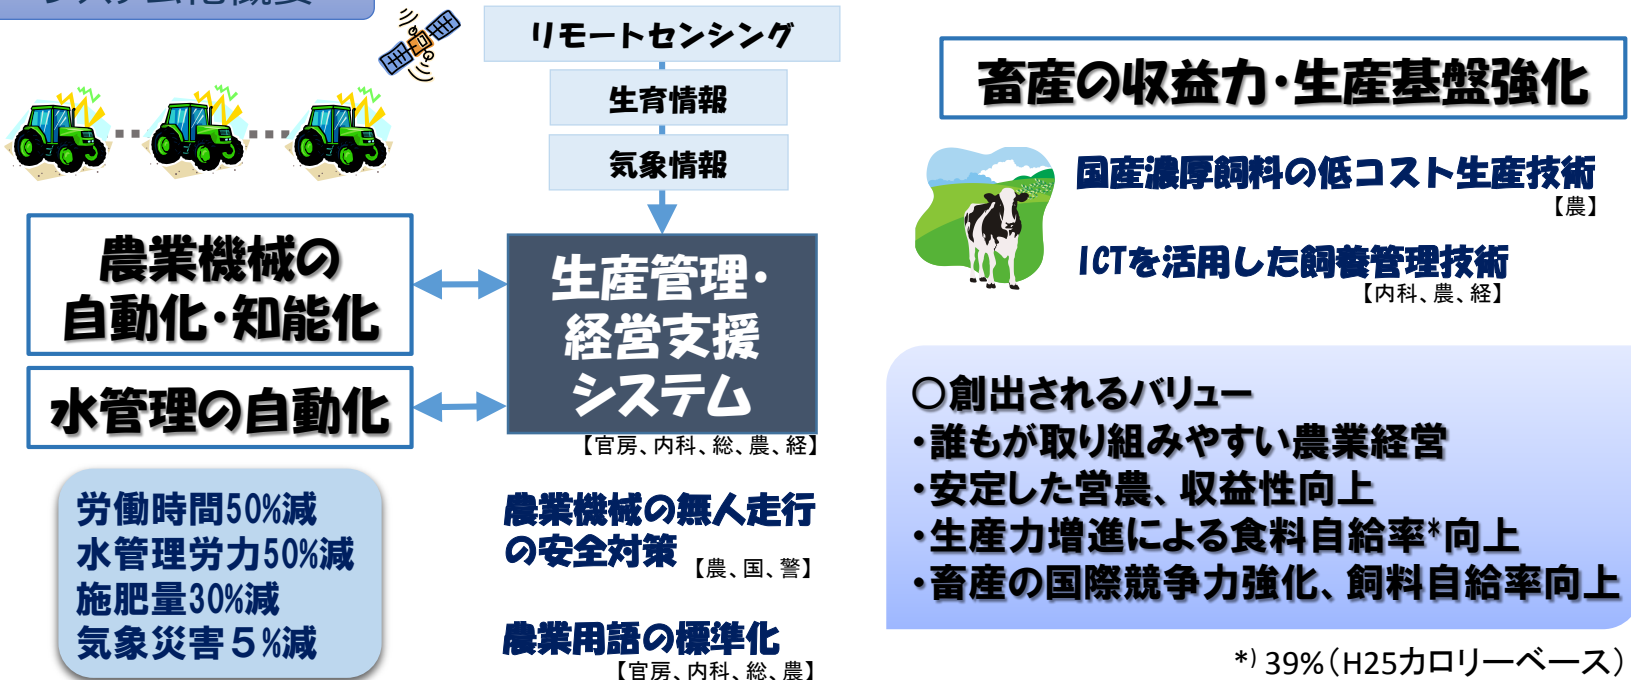 システム化概要
リモートセンシング
生育情報
気象情報
農業機械の
自動化・知能化
水管理の自動化
生産管理・
経営支援
システム
【官房、内科、総、農、経】
労働時間50%減
水管理労力50%減
施肥量30%減
気象災害５%減
農業機械の無人走行
の安全対策
【農、国、警】
農業用語の標準化
【官房、内科、総、農】
畜産の収益力・生産基盤強化
国産濃厚飼料の低コスト生産技術
【農】
ICTを活用した飼養管理技術
【内科、農、経】
〇創出されるバリュー
・誰もが取り組みやすい農業経営
・安定した営農、収益性向上
・生産力増進による食料自給率*向上
・畜産の国際競争力強化、飼料自給率向上
*) 39%（H25カロリーベース）